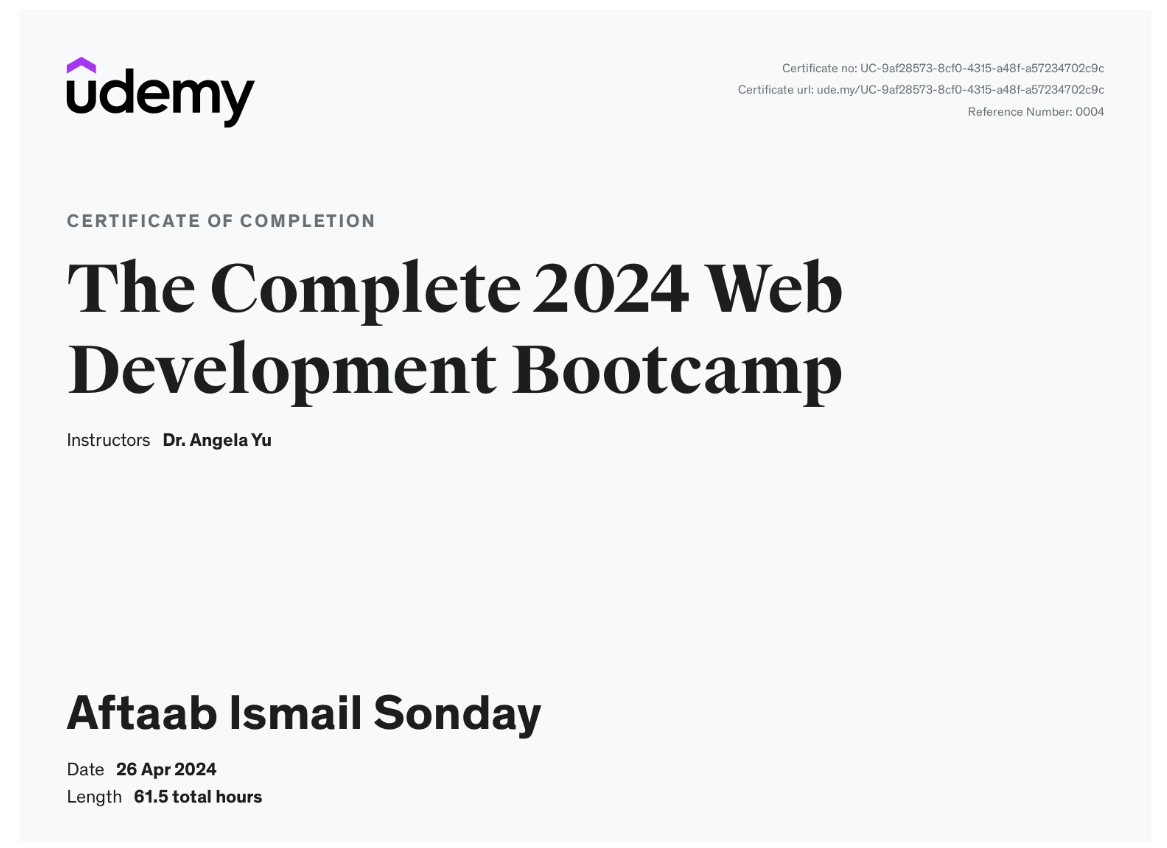 udemy
Certificate no: UC-9af28573-8cf0-4315-a48f-a57234702c9c
Certificate url: ude.my/UC-9af28573-8cf0-4315-a48f-a57234702c9c
Reference Number: 0004
CERTIFICATE OF COMPLETION
The Complete 2024 Web
Development Bootcamp
Instructors Dr. Angela Yu
Aftaab Ismail Sonday
Date 26 Apr 2024
Length 61.5 total hours